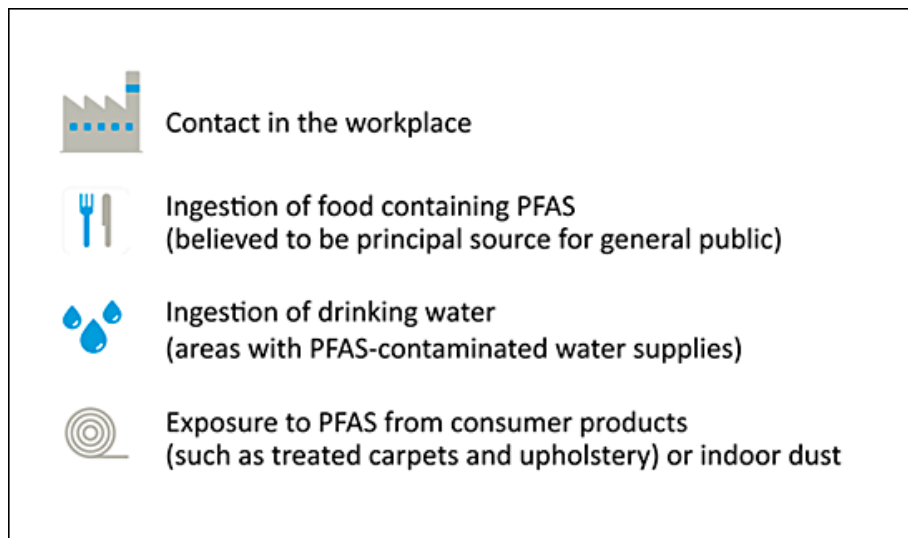 Contact in the workplace
Ingestion of food containing PFAS
(believed to be principal source for general public)
Ingestion of drinking water
(areas with PFAS-contaminated water supplies)
Exposure to PFAS from consumer products
(such as treated carpets and upholstery) or indoor dust